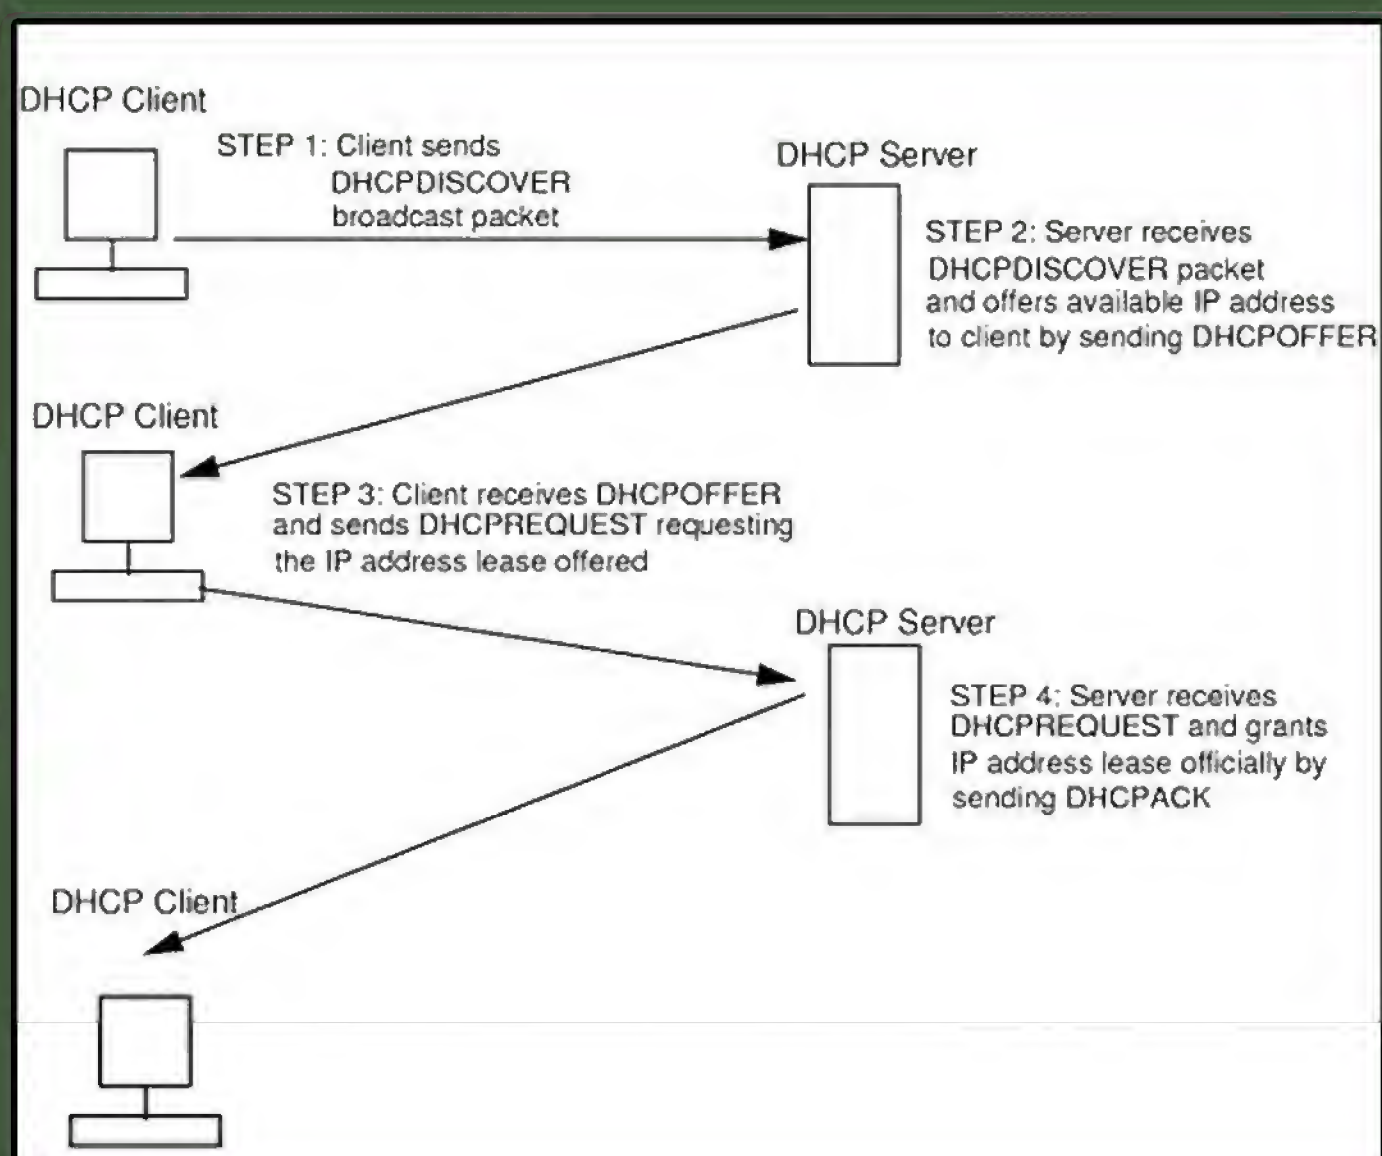 DHCP Client
STEP 1: Client sends
DHCPDISCOVER
broadcast packet
DHCP Server
STEP 2: Server receives
DHCPDISCOVER packet
and offers available IP address
to client by sending DHCPOFFER
DHCP Client
STEP 3: Client receives DHCPOFFER
and sends DHCPREQUEST requesting
the IP address lease offered
DHCP Server
STEP 4: Server receives
DHCPREQUEST and grants
IP address lease officially by
sending DHCPACK
DHCP Client